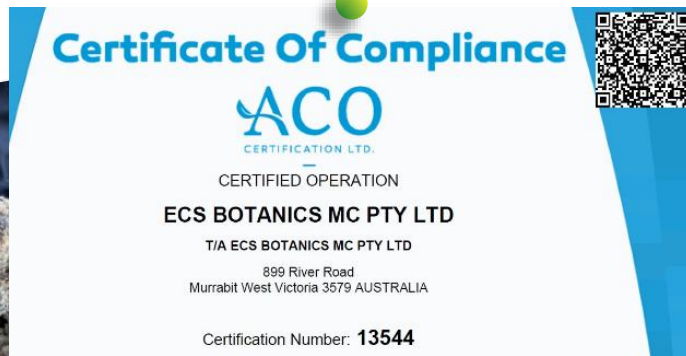 Certificate Of Compliance
ACO
CERTIFICATION LTD.
CERTIFIED OPERATION
ECS BOTANICS MC PTY LTD
T/A ECS BOTANICS MC PTY LTD
899 River Road
Murrabit West Victoria 3579 AUSTRALIA
Certification Number: 13544